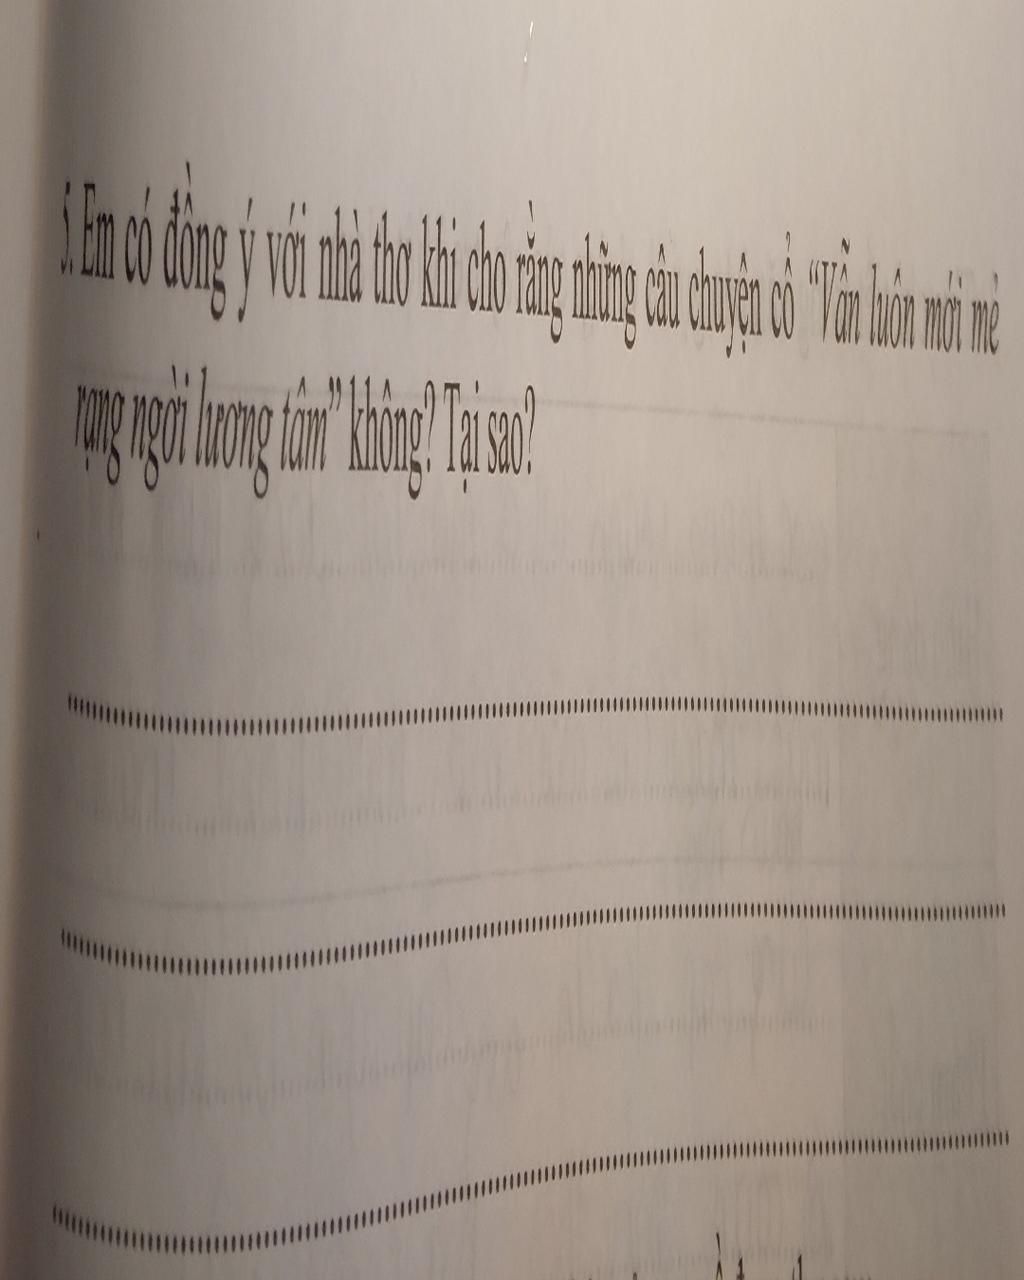 5. Em có đồng ý với nhà thơ khi cho rằng những câu chuyện cổ “Vẫn luôn mới mẻ
rạng ngời lương tâm” không? Tại sao?